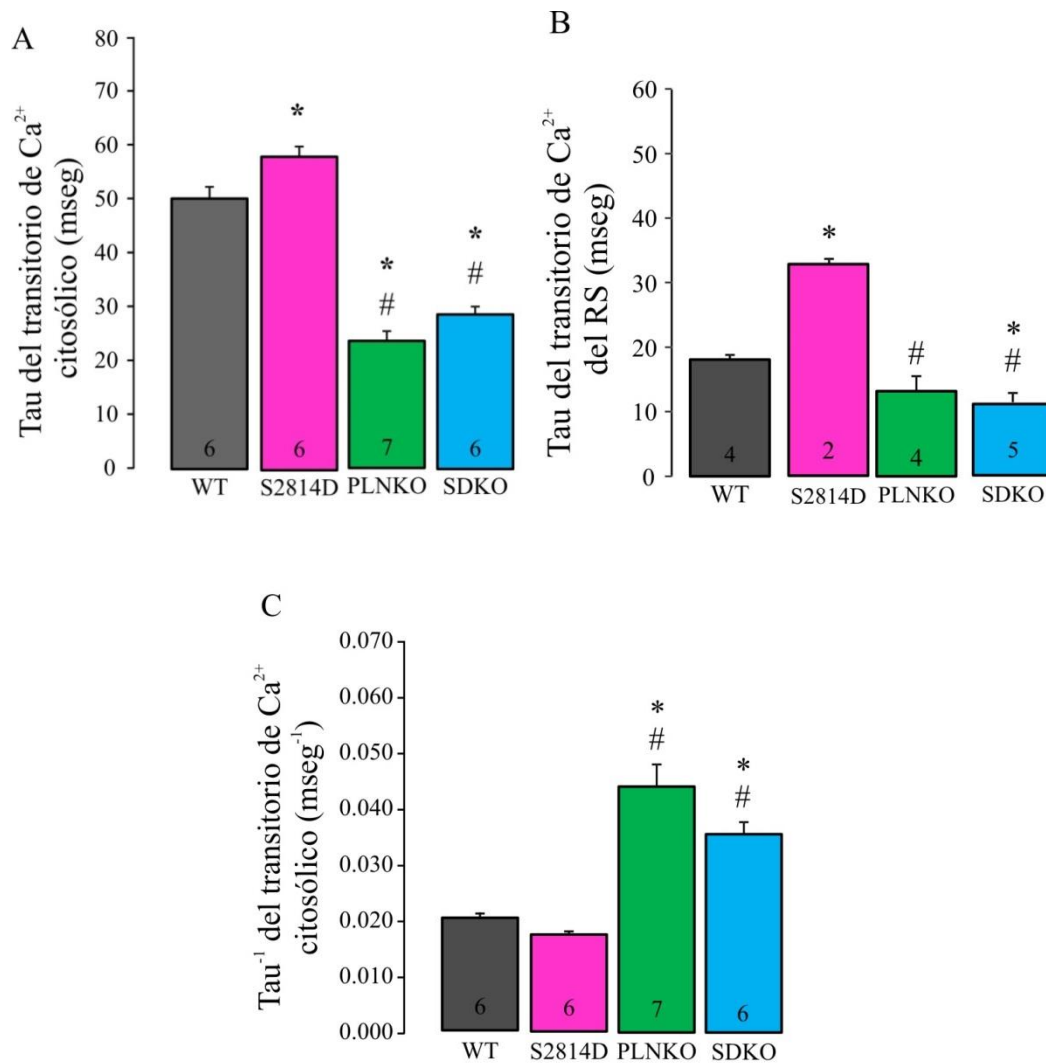 A
Tau del transitorio de Ca²⁺
citosólico (mseg)
80
70
60
50
40
30
20
10
0
*
*
#
*
#
6
6
7
6
WT
S2814D
PLNKO
SDKO
B
Tau del transitorio de Ca²⁺
del RS (mseg)
60
50
40
30
20
10
0
*
#
*
#
4
2
4
5
WT
S2814D
PLNKO
SDKO
C
Tau⁻¹ del transitorio de Ca²⁺
citosólico (mseg⁻¹)
0.070
0.060
0.050
0.040
0.030
0.020
0.010
0.000
*
#
*
#
6
6
7
6
WT
S2814D
PLNKO
SDKO